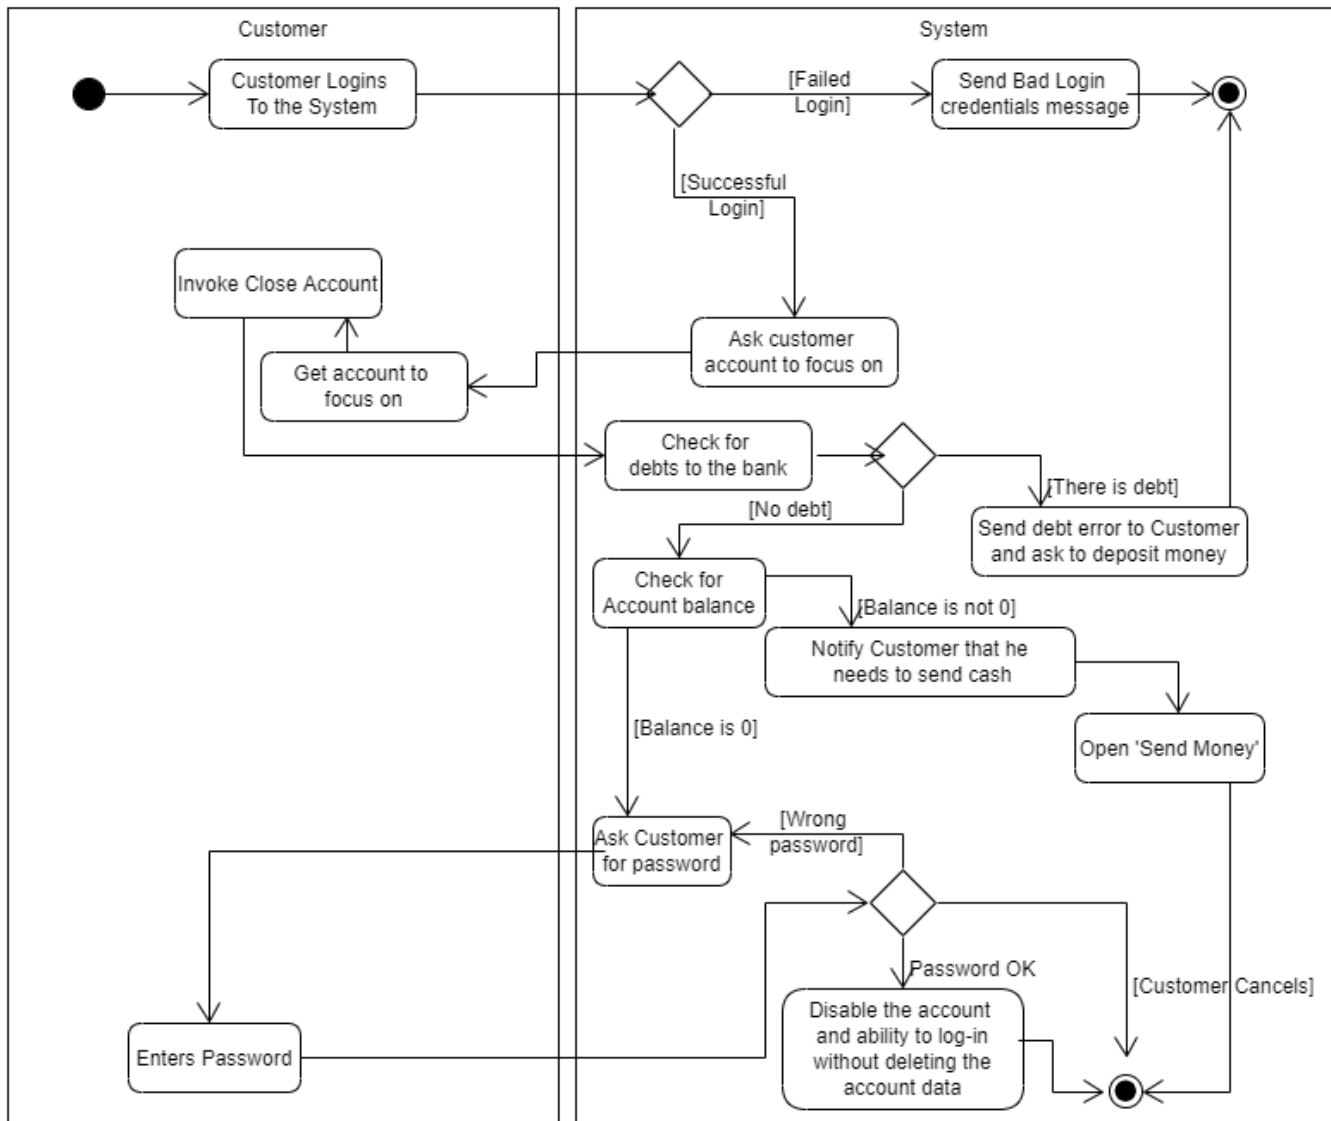 Customer
System
Customer Logins
To the System
[Failed
Login]
Send Bad Login
credentials message
[Successful
Login]
Invoke Close Account
Ask customer
account to focus on
Get account to
focus on
Check for
debts to the bank
[There is debt]
[No debt]
Send debt error to Customer
and ask to deposit money
Check for
Account balance
[Balance is not 0]
Notify Customer that he
needs to send cash
[Balance is 0]
Open 'Send Money'
Ask Customer
for password
[Wrong
password]
Password OK
[Customer Cancels]
Disable the account
and ability to log-in
without deleting the
account data
Enters Password